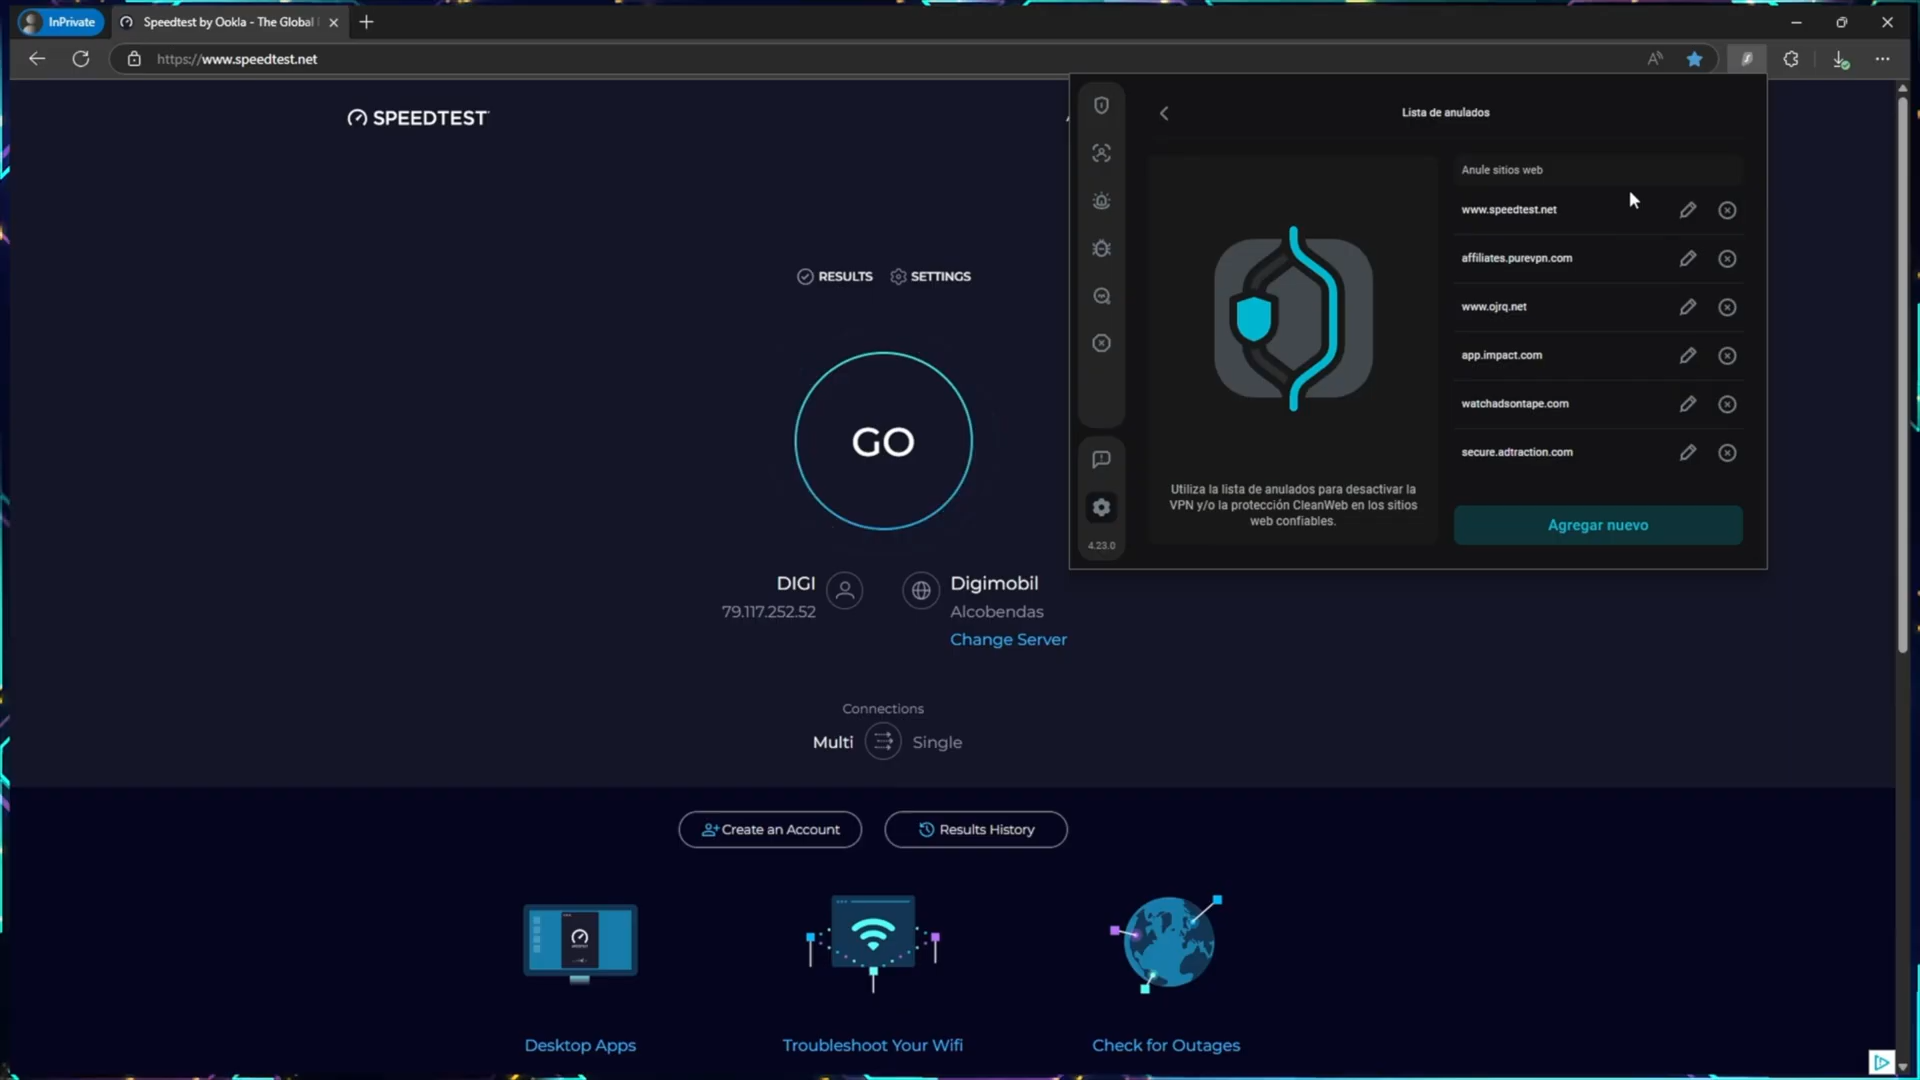 InPrivate
Speedtest by Ookla - The Global
https://www.speedtest.net
SPEEDTEST
RESULTS
SETTINGS
GO
DIGI
79.117.252.52
Digimobil
Alcobendas
Change Server
Connections
Multi
Single
Create an Account
Results History
Desktop Apps
Troubleshoot Your Wifi
Check for Outages
Lista de anulados
Utiliza la lista de anulados para desactivar la
VPN y/o la protección CleanWeb en los sitios
web confiables.
Anule sitios web
www.speedtest.net
affiliates.purevpn.com
www.ojrq.net
app.impact.com
watchadsontape.com
secure.adtraction.com
Agregar nuevo
4.23.0